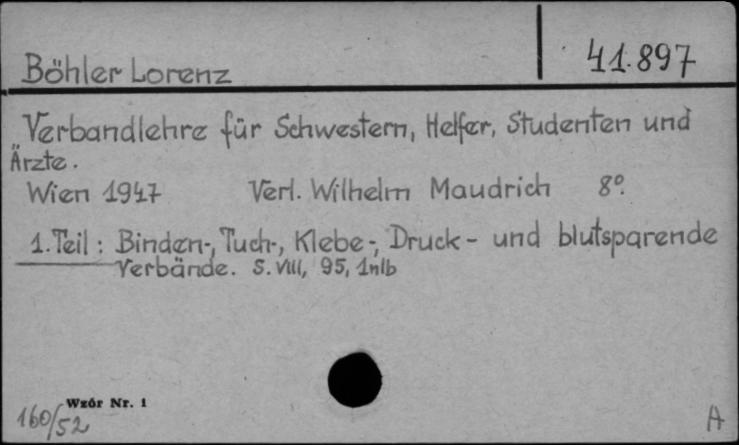 Böhler Lorenz
41.897
Verbandlehre für Schwestern, Helfer, Studenten und
Ärzte.
Wien 1947 Verl. Wilhelm Maudrich 8º.
1. Teil: Binden-, Tuch-, Klebe-, Druck- und blutsparende
Verbände. S. VIII, 95, 1nlb
Wzór Nr. 1
160/52
A